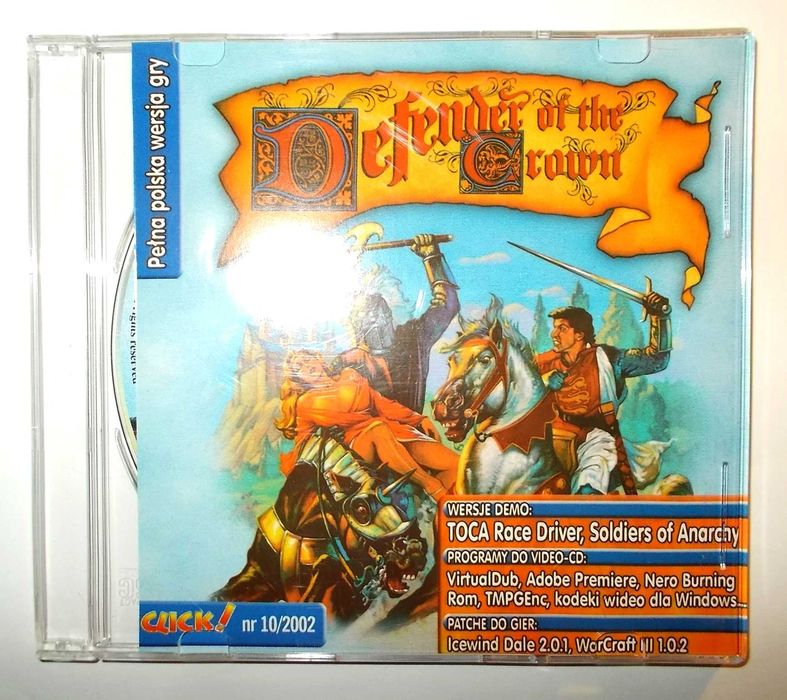 Pełna polska wersja gry
Defender of the
Crown
rights reserved
WERSJE DEMO:
TOCA Race Driver, Soldiers of Anarchy
PROGRAMY DO VIDEO-CD:
VirtualDub, Adobe Premiere, Nero Burning
Rom, TMPGEnc, kodeki wideo dla Windows...
PATCHE DO GIER:
Icewind Dale 2.0.1, WarCraft III 1.0.2
CLICK! nr 10/2002